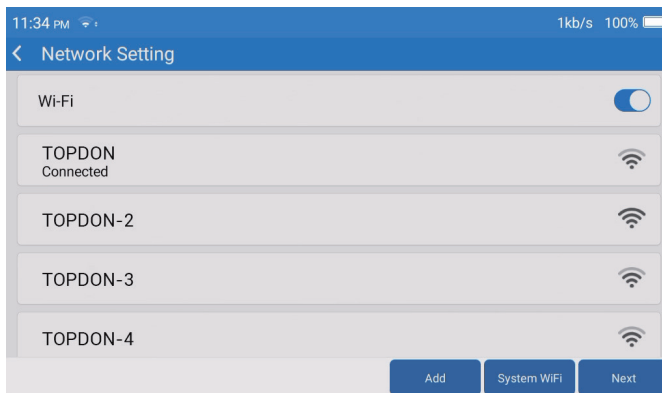 11:34 PM 1kb/s 100%
Network Setting
Wi-Fi
TOPDON
Connected
TOPDON-2
TOPDON-3
TOPDON-4
Add System WiFi Next